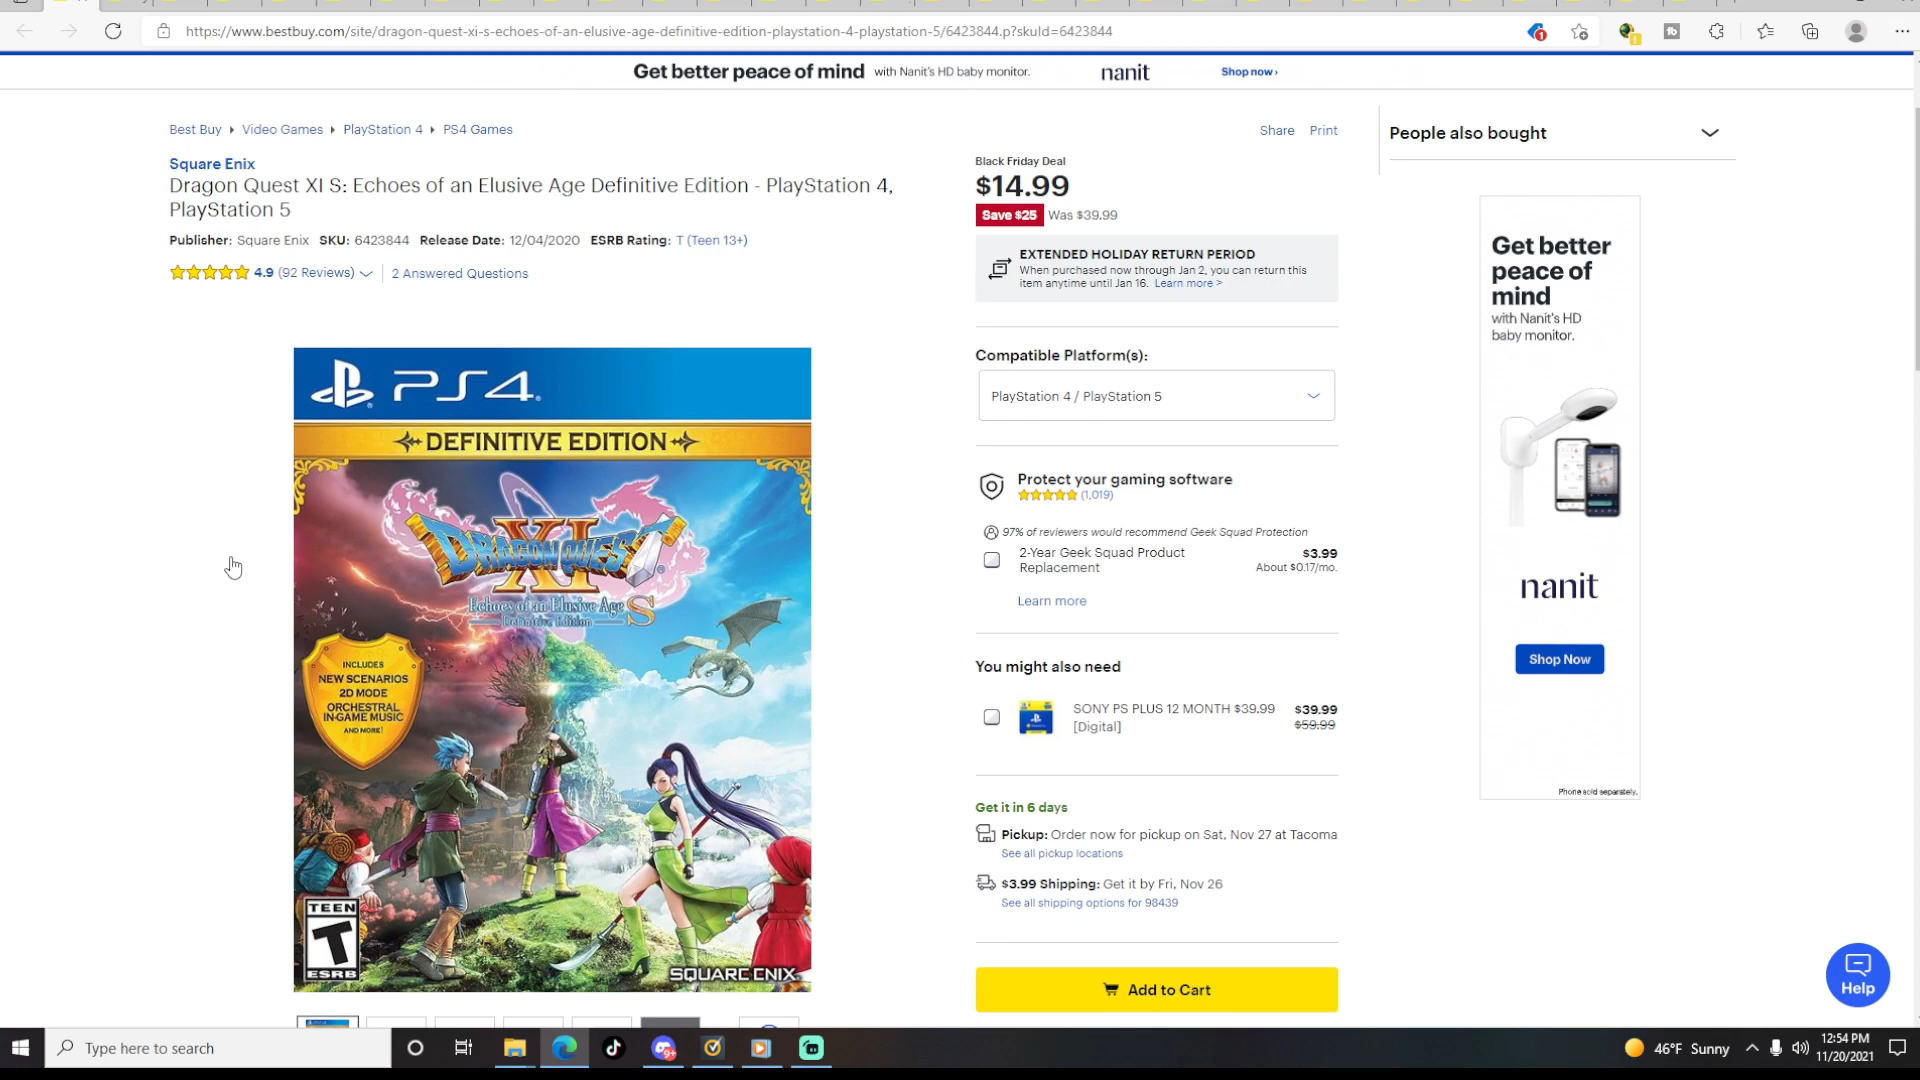 https://www.bestbuy.com/site/dragon-quest-xi-s-echoes-of-an-elusive-age-definitive-edition-playstation-4-playstation-5/6423844.p?skuId=6423844
Get better peace of mind with Nanit's HD baby monitor. nanit Shop now ›
Best Buy Video Games PlayStation 4 PS4 Games
Share Print
Square Enix
Dragon Quest XI S: Echoes of an Elusive Age Definitive Edition - PlayStation 4,
PlayStation 5
Publisher: Square Enix SKU: 6423844 Release Date: 12/04/2020 ESRB Rating: T (Teen 13+)
4.9 (92 Reviews) 2 Answered Questions
PS4
DEFINITIVE EDITION
DRAGON QUEST
XI
Echoes of an Elusive Age S
Definitive Edition
INCLUDES
NEW SCENARIOS
2D MODE
ORCHESTRAL
IN-GAME MUSIC
AND MORE!
TEEN
T
ESRB
SQUARE ENIX
Black Friday Deal
$14.99
Save $25 Was $39.99
EXTENDED HOLIDAY RETURN PERIOD
When purchased now through Jan 2, you can return this
item anytime until Jan 16. Learn more >
Compatible Platform(s):
PlayStation 4 / PlayStation 5
Protect your gaming software
(1,019)
97% of reviewers would recommend Geek Squad Protection
2-Year Geek Squad Product $3.99
Replacement About $0.17/mo.
Learn more
You might also need
SONY PS PLUS 12 MONTH $39.99 $39.99
[Digital] $59.99
Get it in 6 days
Pickup: Order now for pickup on Sat, Nov 27 at Tacoma
See all pickup locations
$3.99 Shipping: Get it by Fri, Nov 26
See all shipping options for 98439
Add to Cart
People also bought
Get better
peace of
mind
with Nanit's HD
baby monitor.
nanit
Shop Now
Phone sold separately.
Help
Type here to search
9+
46°F Sunny
12:54 PM
11/20/2021